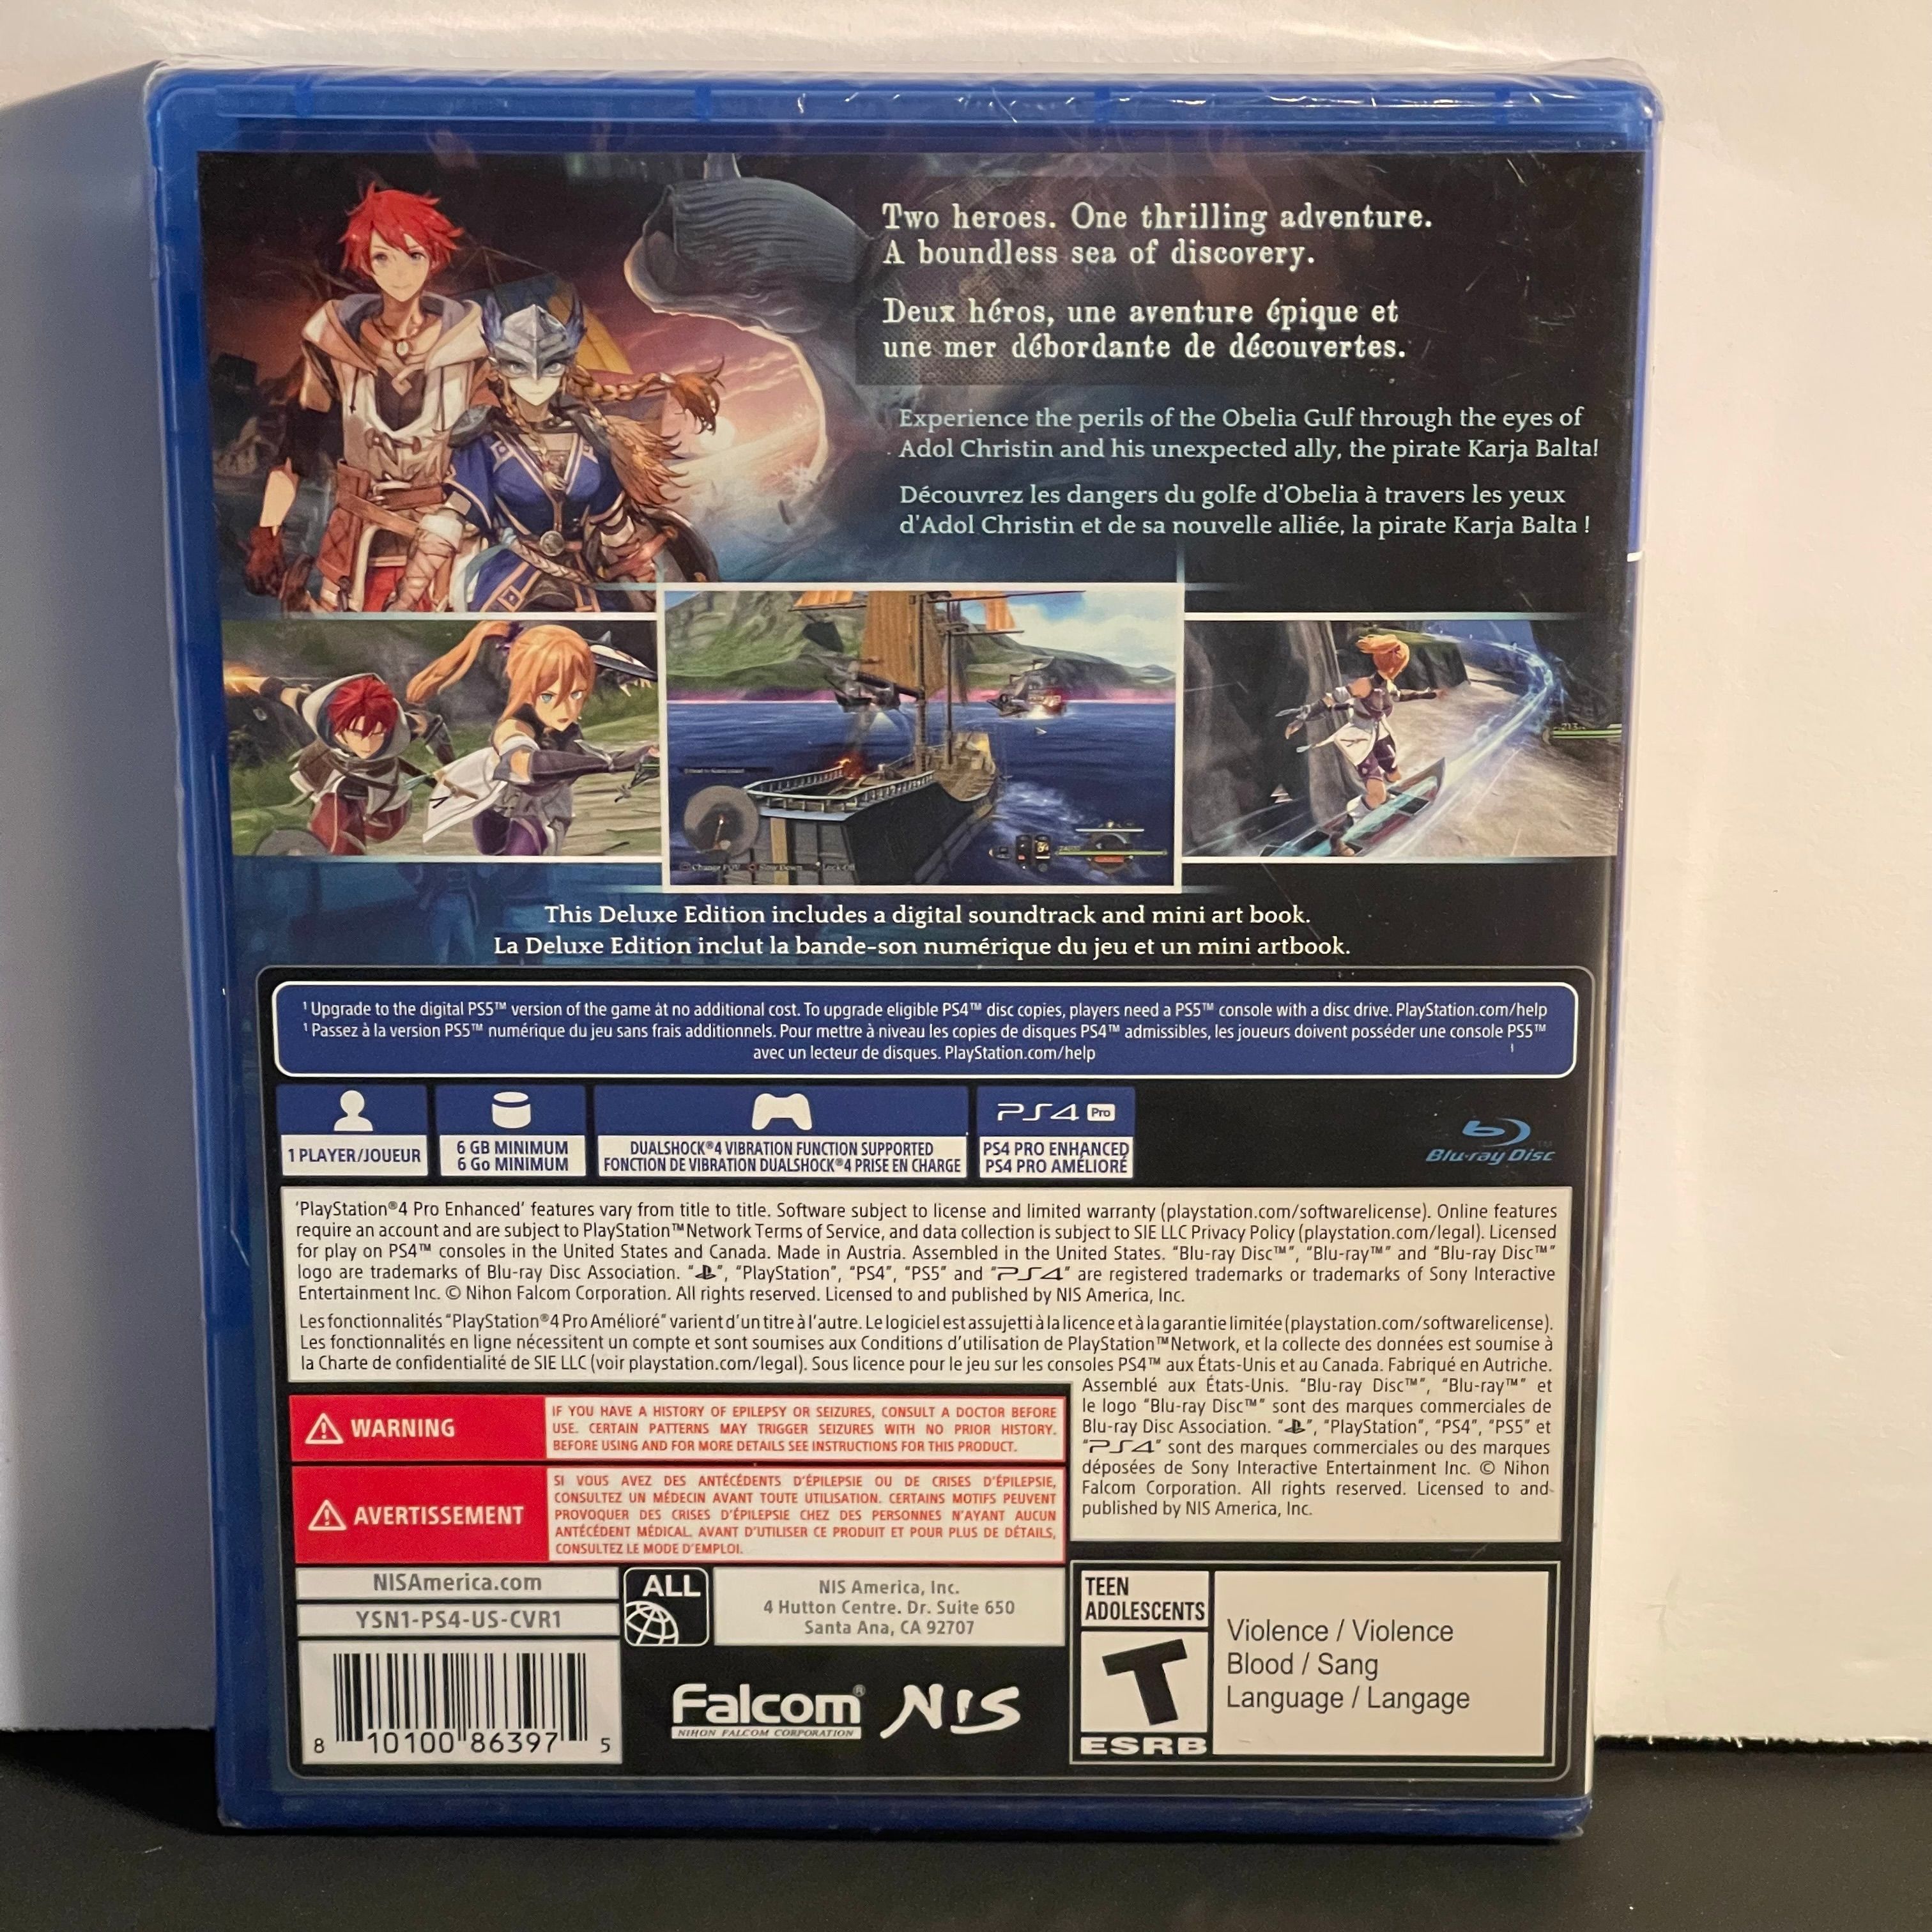 Two heroes. One thrilling adventure.
A boundless sea of discovery.
Deux héros, une aventure épique et
une mer débordante de découvertes.
Experience the perils of the Obelia Gulf through the eyes of
Adol Christin and his unexpected ally, the pirate Karja Balta!
Découvrez les dangers du golfe d'Obelia à travers les yeux
d'Adol Christin et de sa nouvelle alliée, la pirate Karja Balta !
This Deluxe Edition includes a digital soundtrack and mini art book.
La Deluxe Edition inclut la bande-son numérique du jeu et un mini artbook.
¹ Upgrade to the digital PS5™ version of the game at no additional cost. To upgrade eligible PS4™ disc copies, players need a PS5™ console with a disc drive. PlayStation.com/help
¹ Passez à la version PS5™ numérique du jeu sans frais additionnels. Pour mettre à niveau les copies de disques PS4™ admissibles, les joueurs doivent posséder une console PS5™
avec un lecteur de disques. PlayStation.com/help
1 PLAYER/JOUEUR
6 GB MINIMUM
6 Go MINIMUM
DUALSHOCK®4 VIBRATION FUNCTION SUPPORTED
FONCTION DE VIBRATION DUALSHOCK®4 PRISE EN CHARGE
PS4 Pro
PS4 PRO ENHANCED
PS4 PRO AMÉLIORÉ
Blu-ray Disc™
'PlayStation®4 Pro Enhanced' features vary from title to title. Software subject to license and limited warranty (playstation.com/softwarelicense). Online features
require an account and are subject to PlayStation™Network Terms of Service, and data collection is subject to SIE LLC Privacy Policy (playstation.com/legal). Licensed
for play on PS4™ consoles in the United States and Canada. Made in Austria. Assembled in the United States. "Blu-ray Disc™", "Blu-ray™" and "Blu-ray Disc™"
logo are trademarks of Blu-ray Disc Association. "", "PlayStation", "PS4", "PS5" and "PS4" are registered trademarks or trademarks of Sony Interactive
Entertainment Inc. © Nihon Falcom Corporation. All rights reserved. Licensed to and published by NIS America, Inc.
Les fonctionnalités "PlayStation®4 Pro Amélioré" varient d'un titre à l'autre. Le logiciel est assujetti à la licence et à la garantie limitée (playstation.com/softwarelicense).
Les fonctionnalités en ligne nécessitent un compte et sont soumises aux Conditions d'utilisation de PlayStation™Network, et la collecte des données est soumise à
la Charte de confidentialité de SIE LLC (voir playstation.com/legal). Sous licence pour le jeu sur les consoles PS4™ aux États-Unis et au Canada. Fabriqué en Autriche.
Assemblé aux États-Unis. "Blu-ray Disc™", "Blu-ray™" et
le logo "Blu-ray Disc™" sont des marques commerciales de
Blu-ray Disc Association. "", "PlayStation", "PS4", "PS5" et
"PS4" sont des marques commerciales ou des marques
déposées de Sony Interactive Entertainment Inc. © Nihon
Falcom Corporation. All rights reserved. Licensed to and
published by NIS America, Inc.
WARNING
IF YOU HAVE A HISTORY OF EPILEPSY OR SEIZURES, CONSULT A DOCTOR BEFORE
USE. CERTAIN PATTERNS MAY TRIGGER SEIZURES WITH NO PRIOR HISTORY.
BEFORE USING AND FOR MORE DETAILS SEE INSTRUCTIONS FOR THIS PRODUCT.
AVERTISSEMENT
SI VOUS AVEZ DES ANTÉCÉDENTS D'ÉPILEPSIE OU DE CRISES D'ÉPILEPSIE,
CONSULTEZ UN MÉDECIN AVANT TOUTE UTILISATION. CERTAINS MOTIFS PEUVENT
PROVOQUER DES CRISES D'ÉPILEPSIE CHEZ DES PERSONNES N'AYANT AUCUN
ANTÉCÉDENT MÉDICAL. AVANT D'UTILISER CE PRODUIT ET POUR PLUS DE DÉTAILS,
CONSULTEZ LE MODE D'EMPLOI.
NISAmerica.com
YSN1-PS4-US-CVR1
ALL
NIS America, Inc.
4 Hutton Centre. Dr. Suite 650
Santa Ana, CA 92707
8 10100 86397 5
Falcom®
NIHON FALCOM CORPORATION
NIS
TEEN
ADOLESCENTS
T
ESRB
Violence / Violence
Blood / Sang
Language / Langage